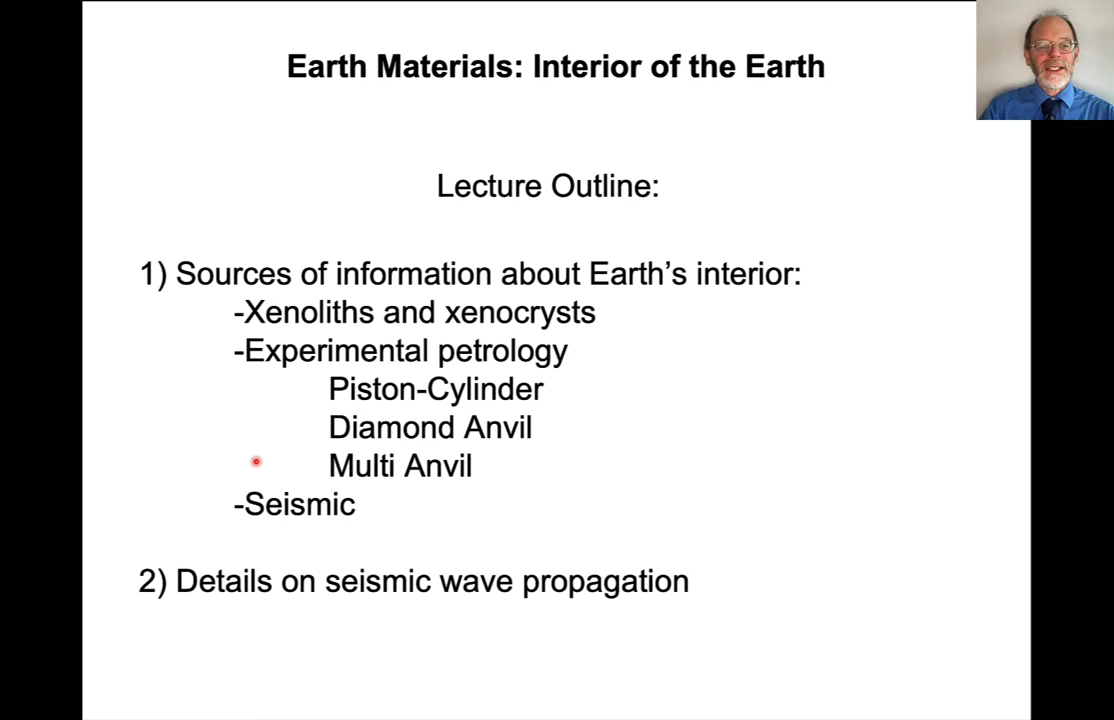 Earth Materials: Interior of the Earth
Lecture Outline:
1) Sources of information about Earth’s interior:
-Xenoliths and xenocrysts
-Experimental petrology
Piston-Cylinder
Diamond Anvil
Multi Anvil
-Seismic
2) Details on seismic wave propagation